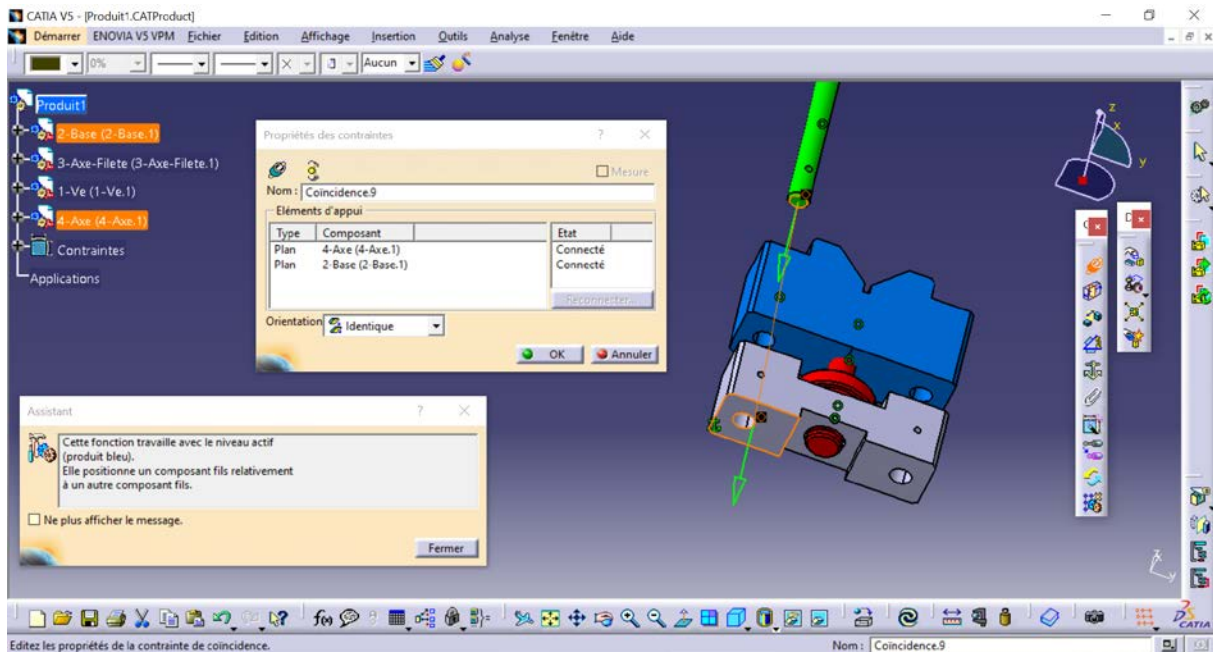 CATIA V5 - [Produit1.CATProduct]
Démarrer ENOVIA V5 VPM Fichier Edition Affichage Insertion Outils Analyse Fenêtre Aide
0% Aucun
Produit1
2-Base (2-Base.1)
3-Axe-Filete (3-Axe-Filete.1)
1-Ve (1-Ve.1)
4-Axe (4-Axe.1)
Contraintes
Applications
Propriétés des contraintes ?
Mesure
Nom : Coïncidence.9
Eléments d'appui
Type Composant Etat
Plan 4-Axe (4-Axe.1) Connecté
Plan 2-Base (2-Base.1) Connecté
Reconnecter...
Orientation Identique
OK Annuler
Assistant ?
Cette fonction travaille avec le niveau actif
(produit bleu).
Elle positionne un composant fils relativement
à un autre composant fils.
Ne plus afficher le message.
Fermer
z
x
y
D...
z
y
f(x)
CATIA
Editez les propriétés de la contrainte de coïncidence. Nom : Coïncidence.9